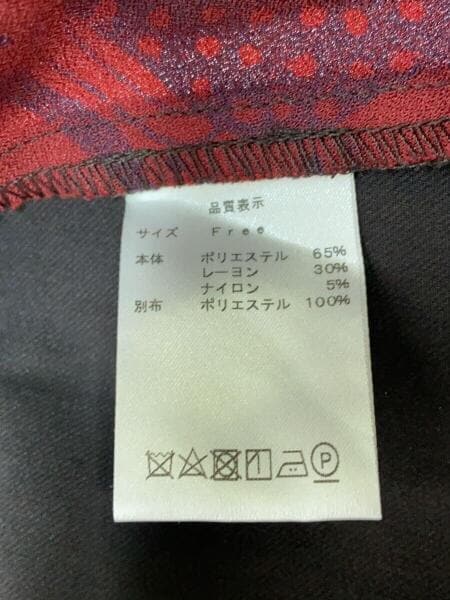 品質表示
サイズ Free
本体 ポリエステル 65%
レーヨン 30%
ナイロン 5%
別布 ポリエステル 100%
P